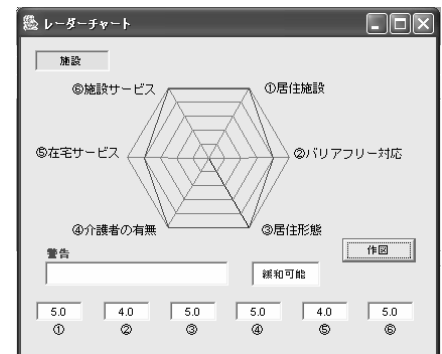 レーダーチャート
施設
⑥施設サービス ①居住施設
⑤在宅サービス ②バリアフリー対応
④介護者の有無 ③居住形態
作図
警告
緩和可能
5.0 4.0 5.0 5.0 4.0 5.0
① ② ③ ④ ⑤ ⑥